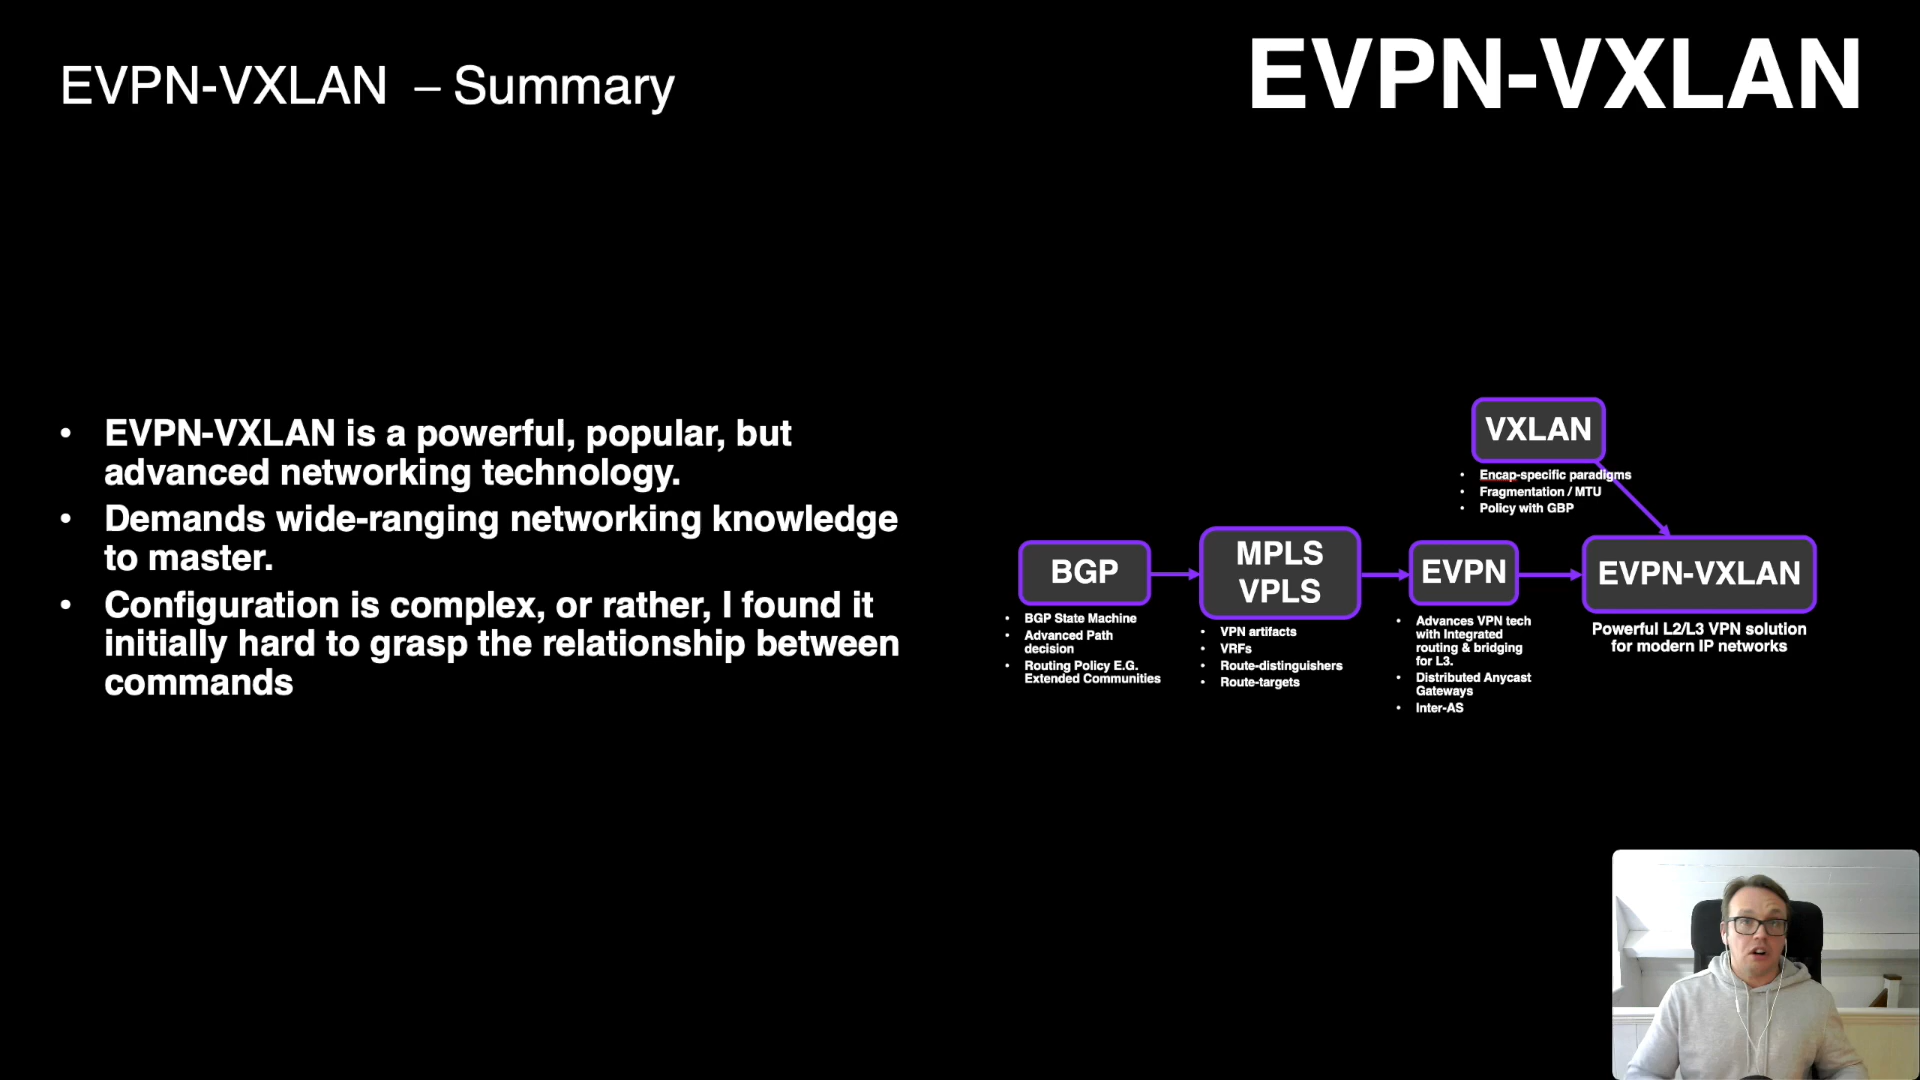 EVPN-VXLAN – Summary
EVPN-VXLAN
• EVPN-VXLAN is a powerful, popular, but
advanced networking technology.
• Demands wide-ranging networking knowledge
to master.
• Configuration is complex, or rather, I found it
initially hard to grasp the relationship between
commands
VXLAN
• Encap-specific paradigms
• Fragmentation / MTU
• Policy with GBP
BGP
• BGP State Machine
• Advanced Path
decision
• Routing Policy E.G.
Extended Communities
MPLS
VPLS
• VPN artifacts
• VRFs
• Route-distinguishers
• Route-targets
EVPN
• Advances VPN tech
with Integrated
routing & bridging
for L3.
• Distributed Anycast
Gateways
• Inter-AS
EVPN-VXLAN
Powerful L2/L3 VPN solution
for modern IP networks